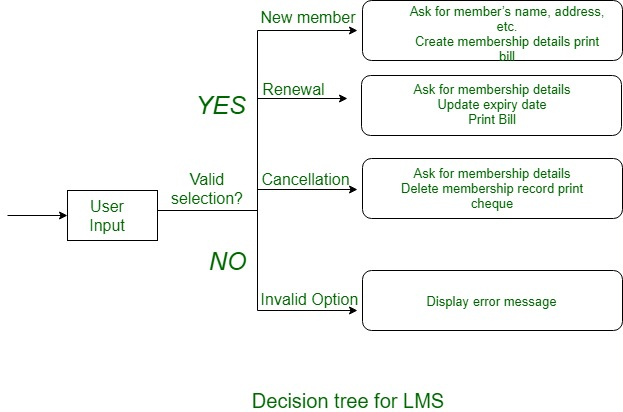 New member
Ask for member's name, address,
etc.
Create membership details print
bill
Renewal
Ask for membership details
Update expiry date
Print Bill
YES
Valid
selection?
Cancellation
Ask for membership details
Delete membership record print
cheque
User
Input
NO
Invalid Option
Display error message
Decision tree for LMS